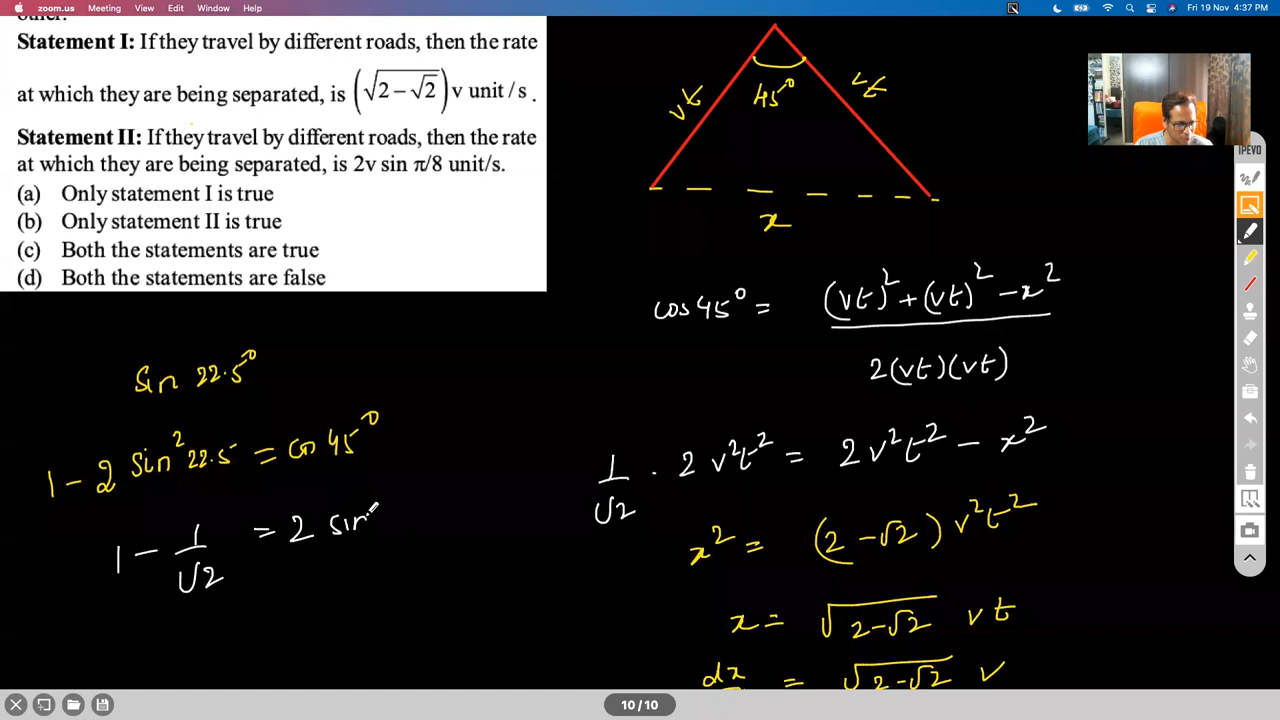 zoom.us Meeting View Edit Window Help Fri 19 Nov 4:37 PM
Statement I: If they travel by different roads, then the rate
at which they are being separated, is (√(2 − √2)) v unit / s .
Statement II: If they travel by different roads, then the rate
at which they are being separated, is 2v sin π/8 unit/s.
(a) Only statement I is true
(b) Only statement II is true
(c) Both the statements are true
(d) Both the statements are false
sin 22.5°
1 − 2 sin² 22.5 = cos 45°
1 − 1/√2 = 2 sin
vt
45°
x
cos 45° = ((vt)² + (vt)² − x²) / 2(vt)(vt)
1/√2 . 2 v²t² = 2v²t² − x²
x² = (2 − √2) v²t²
x = √(2−√2) vt
dx = √(2−√2) v
IPEVO
10 / 10